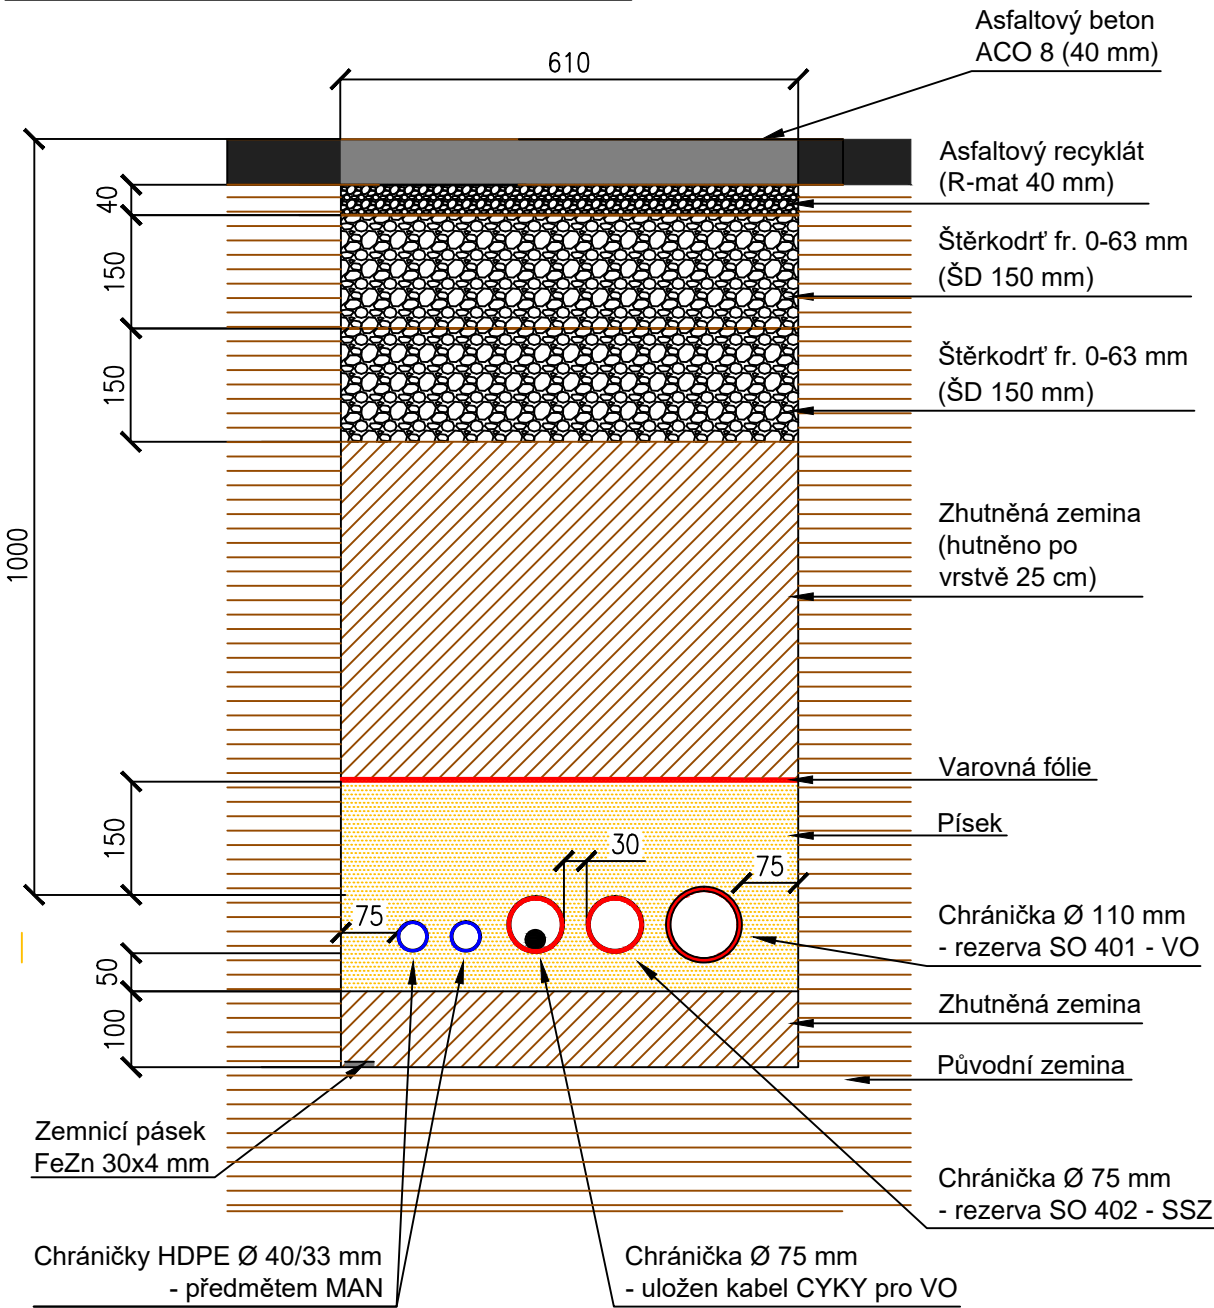 Asfaltový beton
ACO 8 (40 mm)
610
Asfaltový recyklát
(R-mat 40 mm)
40
Štěrkodrť fr. 0-63 mm
(ŠD 150 mm)
150
Štěrkodrť fr. 0-63 mm
(ŠD 150 mm)
150
Zhutněná zemina
(hutněno po
vrstvě 25 cm)
1000
Varovná fólie
Písek
150
30
75
75
Chránička Ø 110 mm
- rezerva SO 401 - VO
50
Zhutněná zemina
100
Původní zemina
Zemnicí pásek
FeZn 30x4 mm
Chránička Ø 75 mm
- rezerva SO 402 - SSZ
Chráničky HDPE Ø 40/33 mm
- předmětem MAN
Chránička Ø 75 mm
- uložen kabel CYKY pro VO